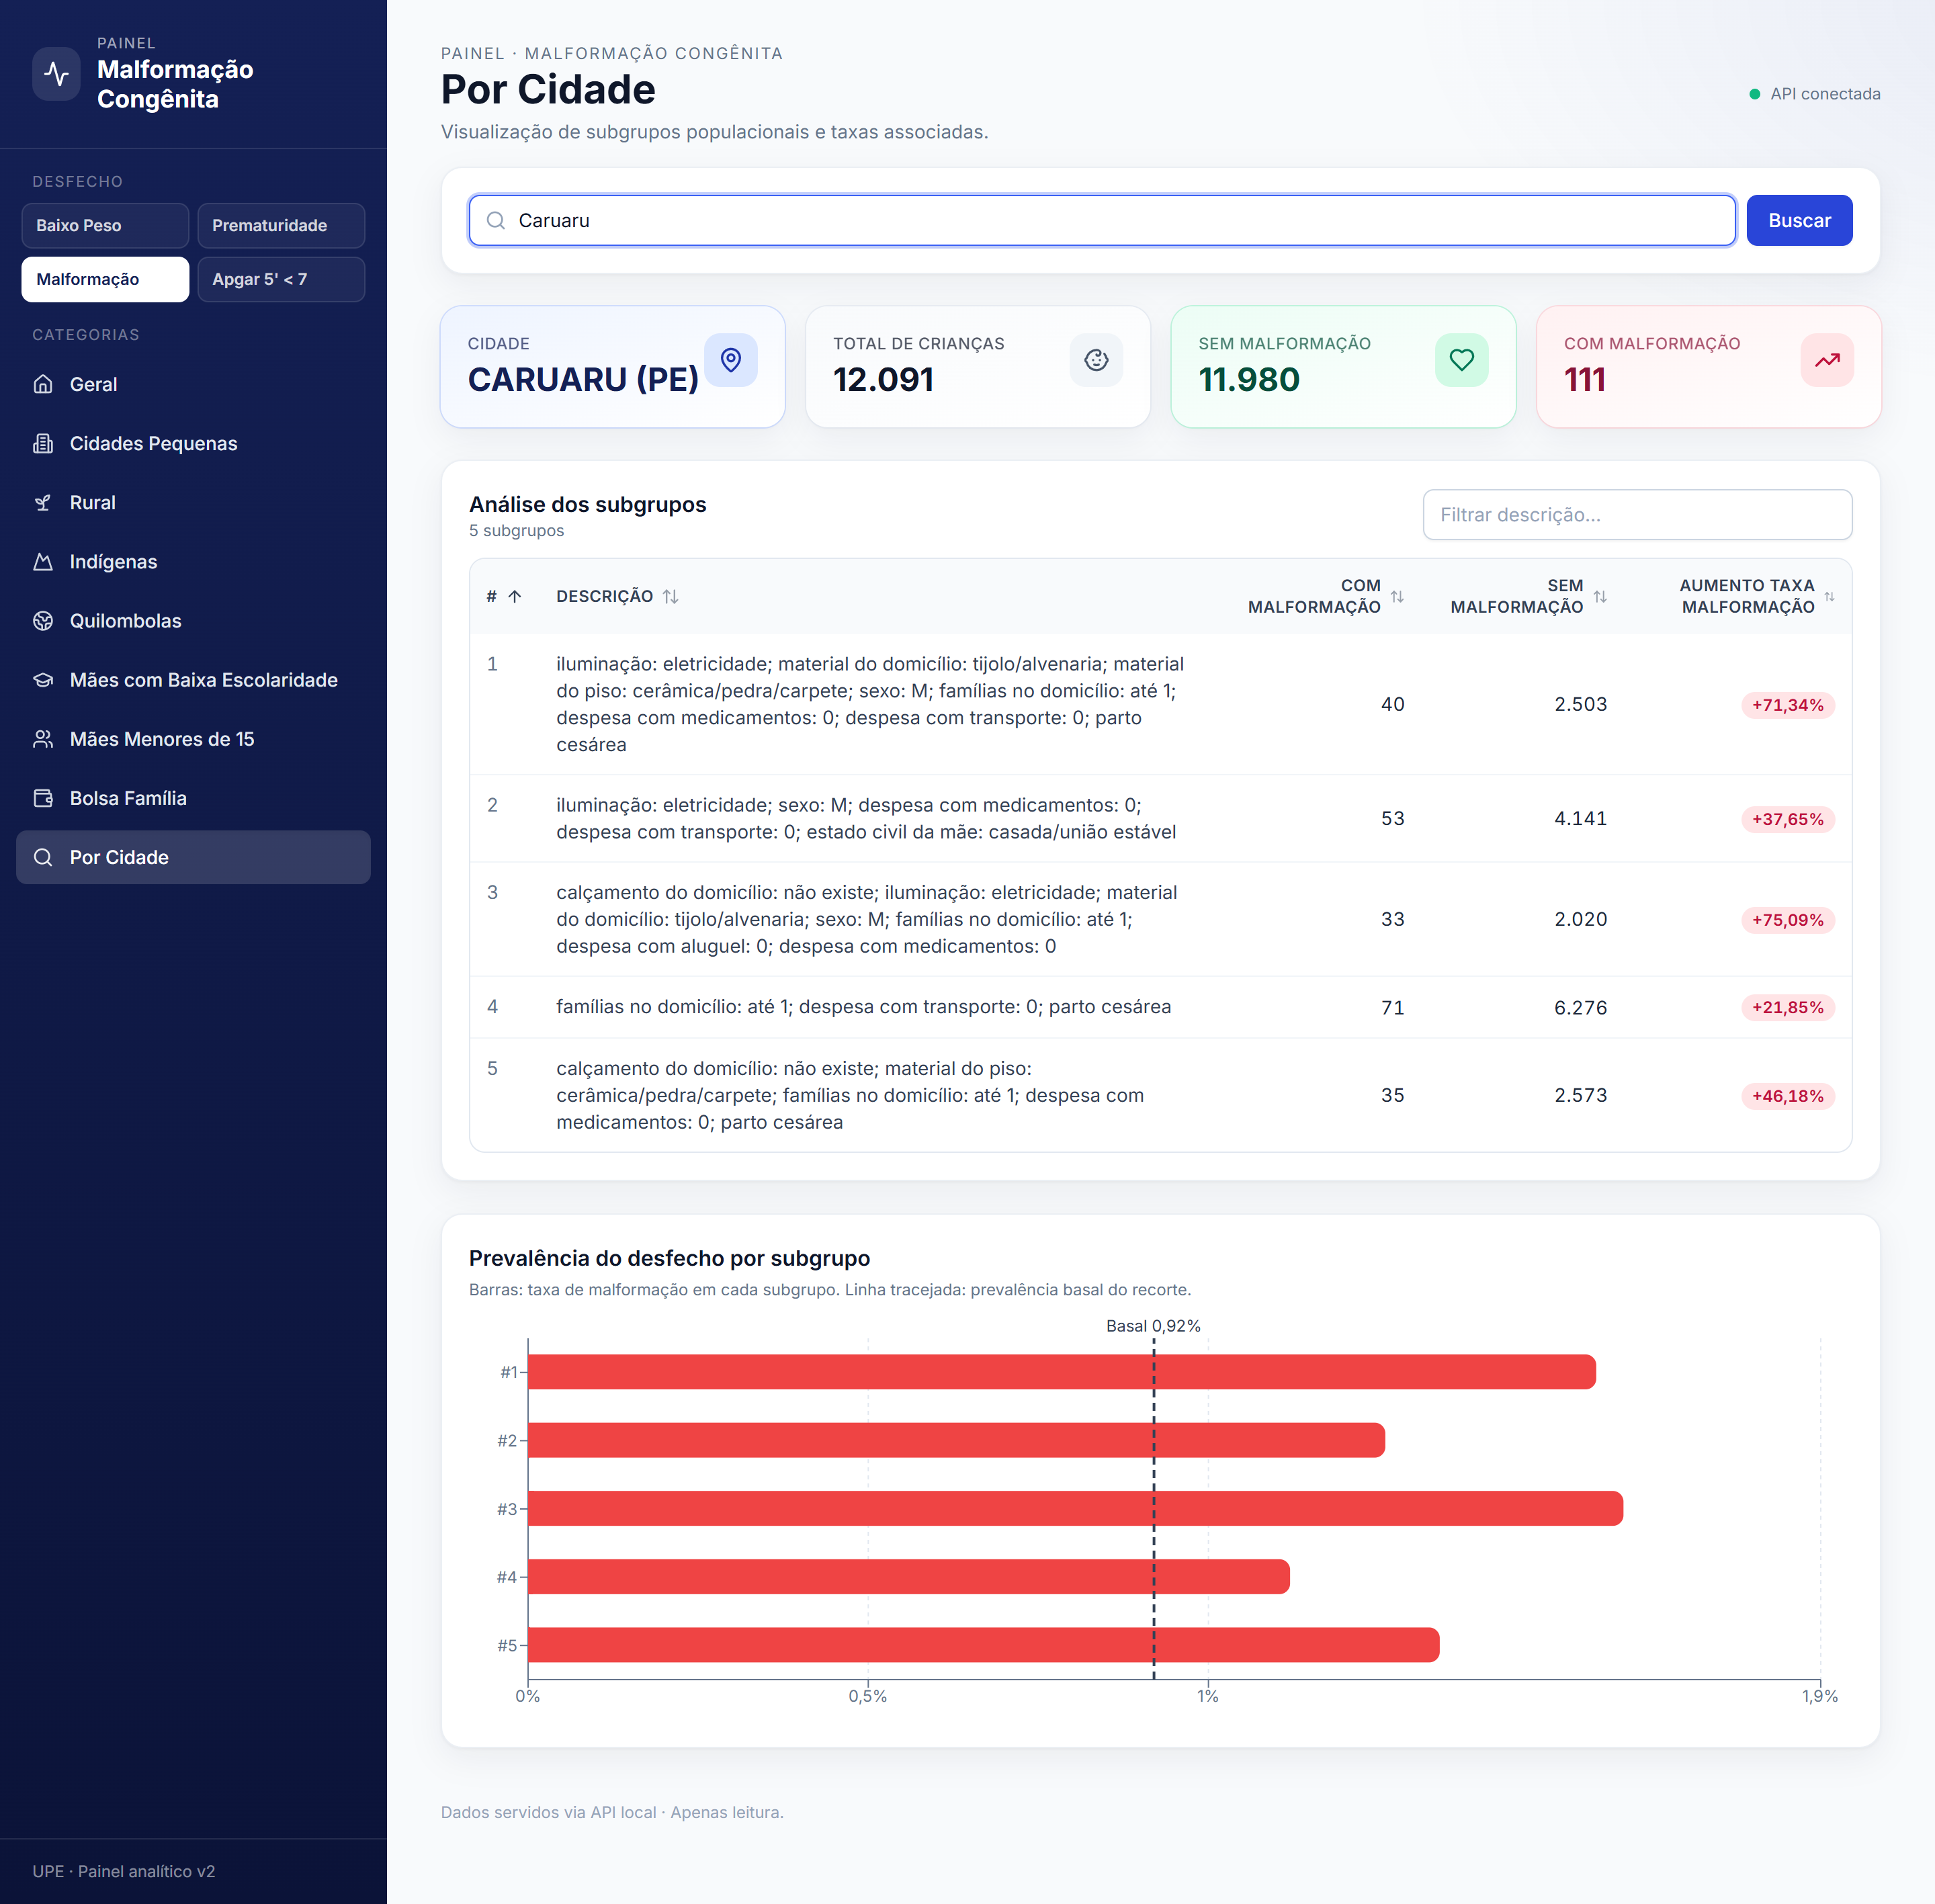 PAINEL
Malformação
Congênita
DESFECHO
Baixo Peso
Prematuridade
Malformação
Apgar 5' < 7
CATEGORIAS
Geral
Cidades Pequenas
Rural
Indígenas
Quilombolas
Mães com Baixa Escolaridade
Mães Menores de 15
Bolsa Família
Por Cidade
UPE · Painel analítico v2
PAINEL · MALFORMAÇÃO CONGÊNITA
Por Cidade
Visualização de subgrupos populacionais e taxas associadas.
API conectada
Caruaru
Buscar
CIDADE
CARUARU (PE)
TOTAL DE CRIANÇAS
12.091
SEM MALFORMAÇÃO
11.980
COM MALFORMAÇÃO
111
Análise dos subgrupos
5 subgrupos
Filtrar descrição...
# DESCRIÇÃO
COM
MALFORMAÇÃO
SEM
MALFORMAÇÃO
AUMENTO TAXA
MALFORMAÇÃO
1
iluminação: eletricidade; material do domicílio: tijolo/alvenaria; material
do piso: cerâmica/pedra/carpete; sexo: M; famílias no domicílio: até 1;
despesa com medicamentos: 0; despesa com transporte: 0; parto
cesárea
40 2.503 +71,34%
2
iluminação: eletricidade; sexo: M; despesa com medicamentos: 0;
despesa com transporte: 0; estado civil da mãe: casada/união estável
53 4.141 +37,65%
3
calçamento do domicílio: não existe; iluminação: eletricidade; material
do domicílio: tijolo/alvenaria; sexo: M; famílias no domicílio: até 1;
despesa com aluguel: 0; despesa com medicamentos: 0
33 2.020 +75,09%
4
famílias no domicílio: até 1; despesa com transporte: 0; parto cesárea
71 6.276 +21,85%
5
calçamento do domicílio: não existe; material do piso:
cerâmica/pedra/carpete; famílias no domicílio: até 1; despesa com
medicamentos: 0; parto cesárea
35 2.573 +46,18%
Prevalência do desfecho por subgrupo
Barras: taxa de malformação em cada subgrupo. Linha tracejada: prevalência basal do recorte.
Basal 0,92%
#1
#2
#3
#4
#5
0% 0,5% 1% 1,9%
Dados servidos via API local · Apenas leitura.